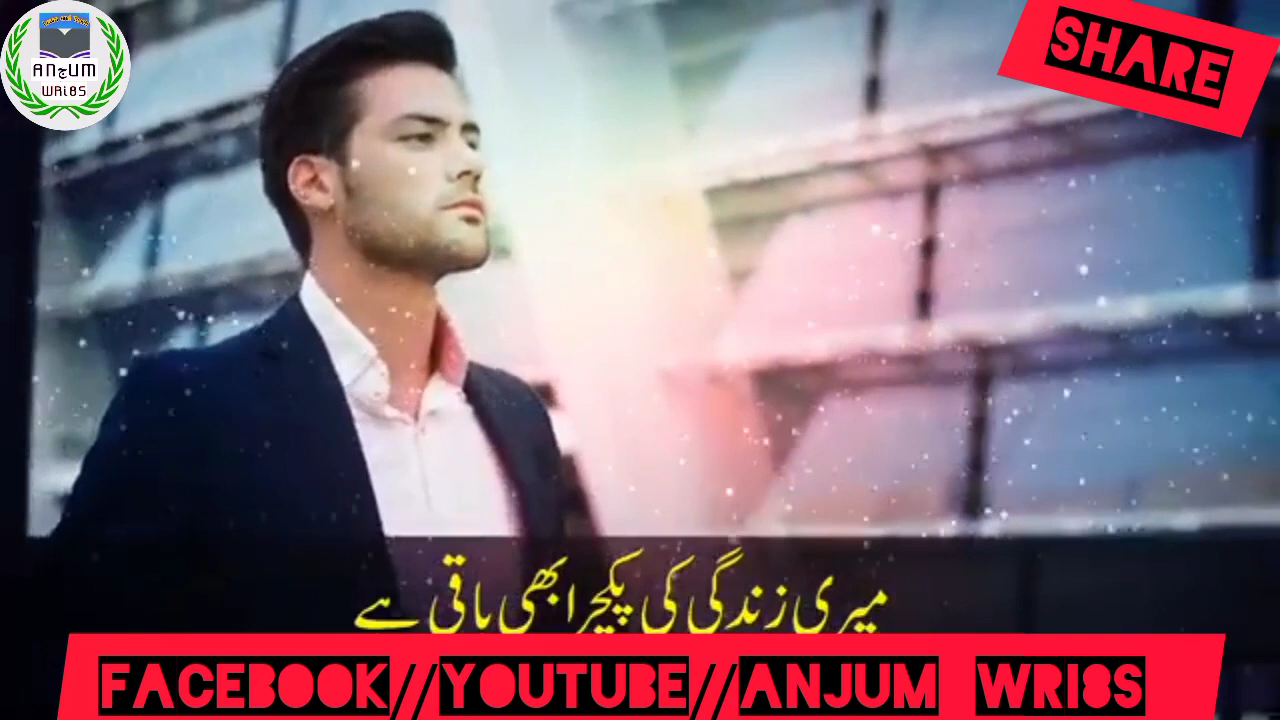 ANجUM
WRi8S
SHARE
میری زندگی کی پکچر ابھی باقی ہے
FACEBOOK//YOUTUBE//ANJUM WRI8S